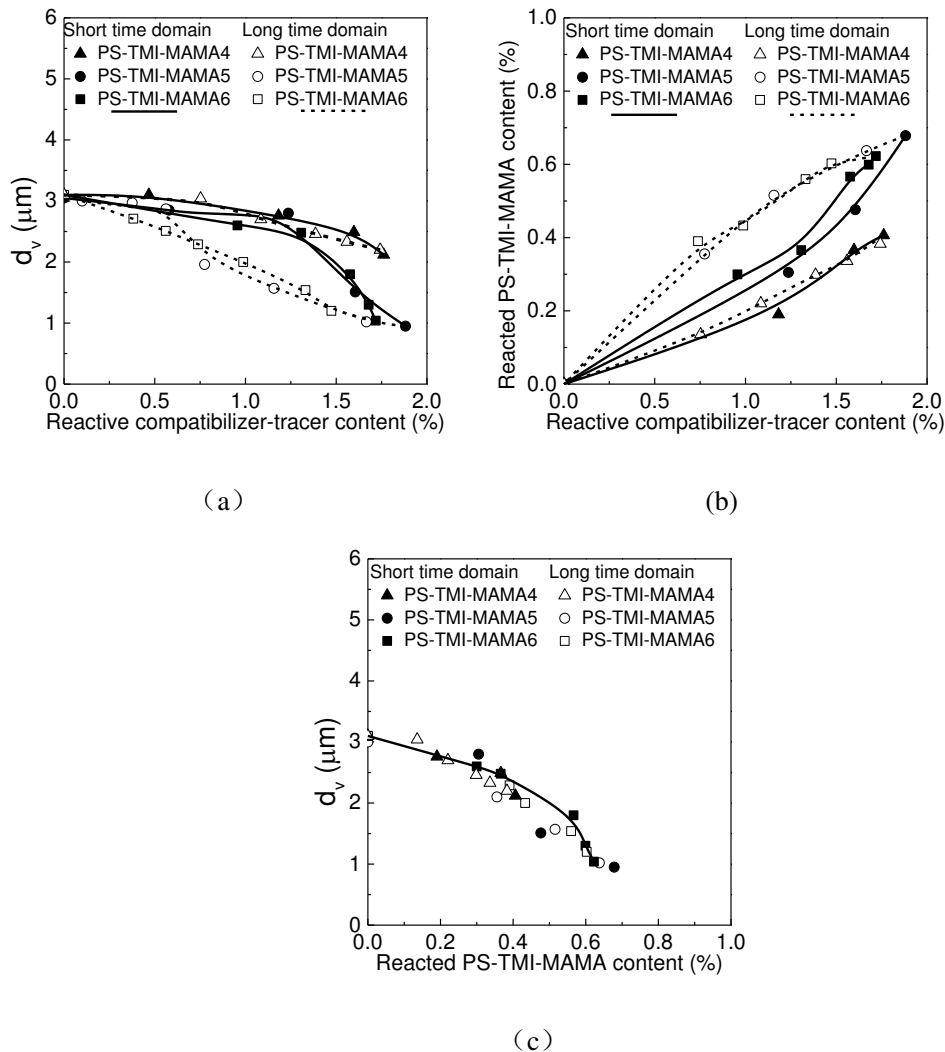 6
5
4
3
2
1
0
d_v (μm)
Short time domain Long time domain
PS-TMI-MAMA4 PS-TMI-MAMA4
PS-TMI-MAMA5 PS-TMI-MAMA5
PS-TMI-MAMA6 PS-TMI-MAMA6
0.0 0.5 1.0 1.5 2.0
Reactive compatibilizer-tracer content (%)
（a）
1.0
0.8
0.6
0.4
0.2
0.0
Reacted PS-TMI-MAMA content (%)
Short time domain Long time domain
PS-TMI-MAMA4 PS-TMI-MAMA4
PS-TMI-MAMA5 PS-TMI-MAMA5
PS-TMI-MAMA6 PS-TMI-MAMA6
0.0 0.5 1.0 1.5 2.0
Reactive compatibilizer-tracer content (%)
(b)
6
5
4
3
2
1
0
d_v (μm)
Short time domain Long time domain
PS-TMI-MAMA4 PS-TMI-MAMA4
PS-TMI-MAMA5 PS-TMI-MAMA5
PS-TMI-MAMA6 PS-TMI-MAMA6
0.0 0.2 0.4 0.6 0.8 1.0
Reacted PS-TMI-MAMA content (%)
（c）